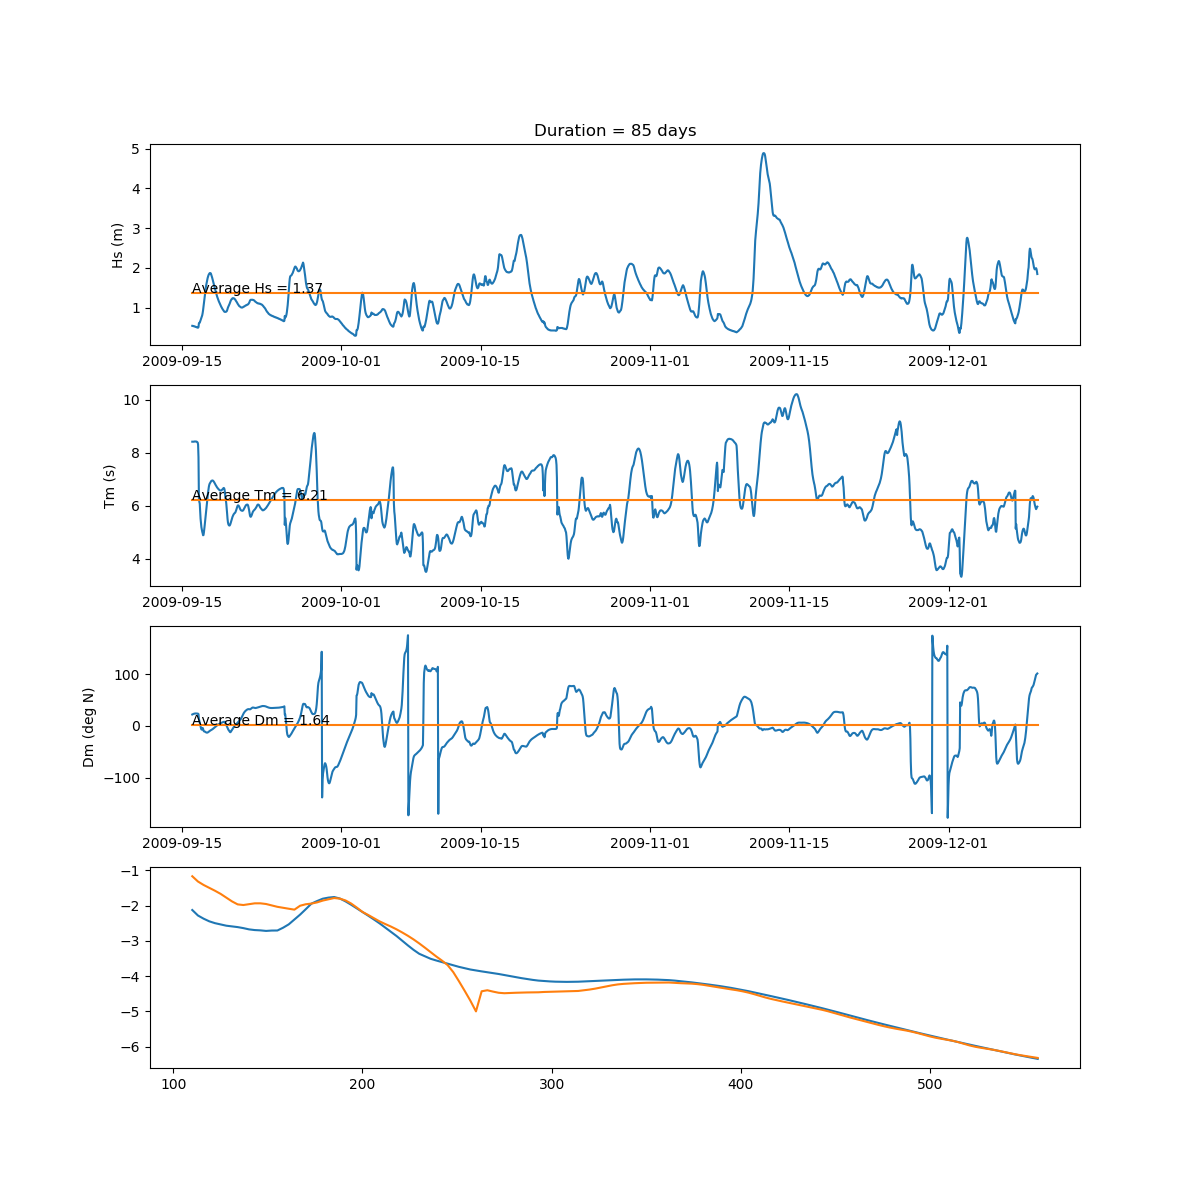 Duration = 85 days
5
4
3
2
1
Hs (m)
Average Hs = 1.37
2009-09-15 2009-10-01 2009-10-15 2009-11-01 2009-11-15 2009-12-01
10
8
6
4
Tm (s)
Average Tm = 6.21
2009-09-15 2009-10-01 2009-10-15 2009-11-01 2009-11-15 2009-12-01
100
0
−100
Dm (deg N)
Average Dm = 1.64
2009-09-15 2009-10-01 2009-10-15 2009-11-01 2009-11-15 2009-12-01
−1
−2
−3
−4
−5
−6
100 200 300 400 500